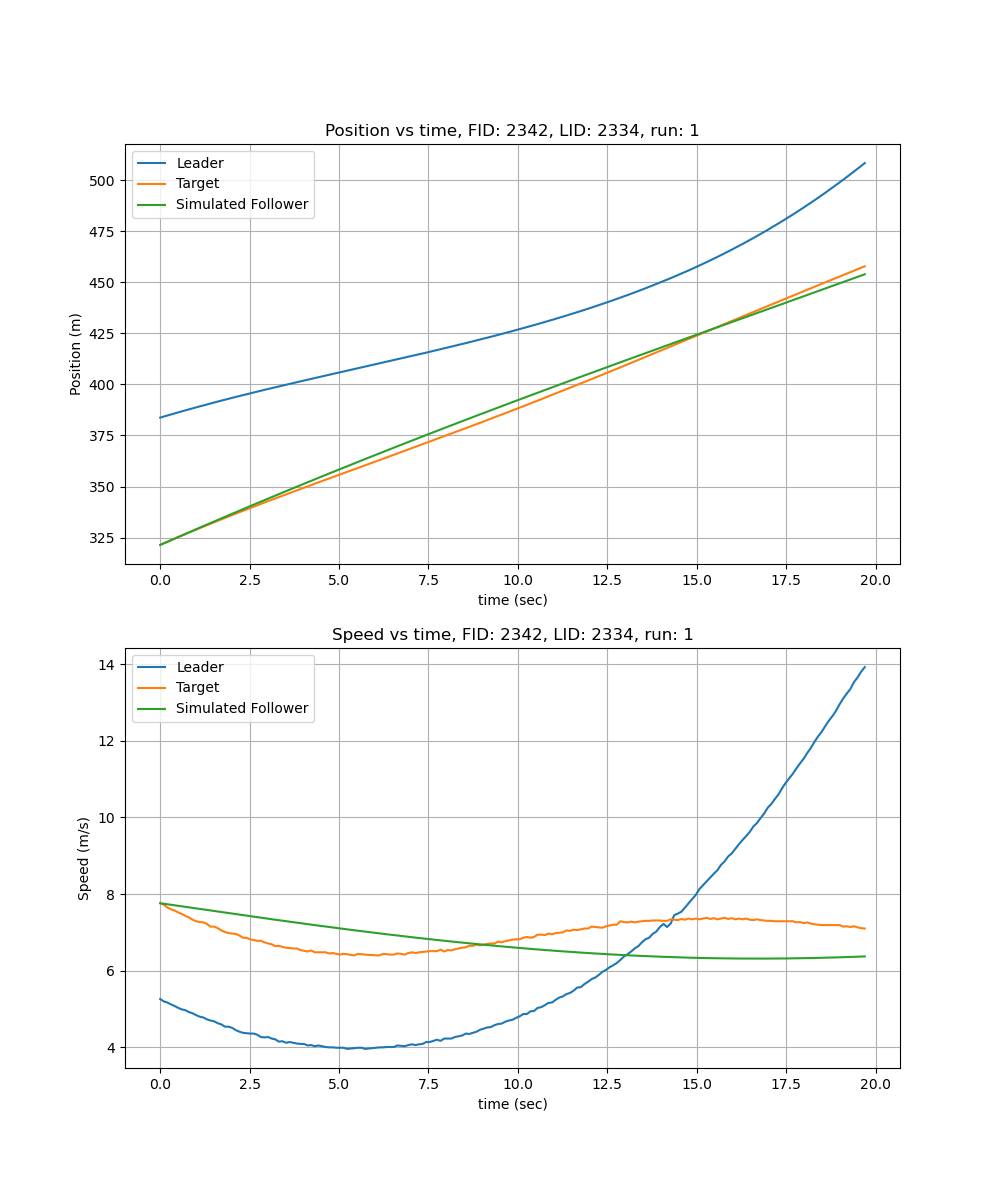 Position vs time, FID: 2342, LID: 2334, run: 1
Leader
Target
Simulated Follower
Position (m)
500
475
450
425
400
375
350
325
0.0 2.5 5.0 7.5 10.0 12.5 15.0 17.5 20.0
time (sec)
Speed vs time, FID: 2342, LID: 2334, run: 1
Leader
Target
Simulated Follower
Speed (m/s)
14
12
10
8
6
4
0.0 2.5 5.0 7.5 10.0 12.5 15.0 17.5 20.0
time (sec)